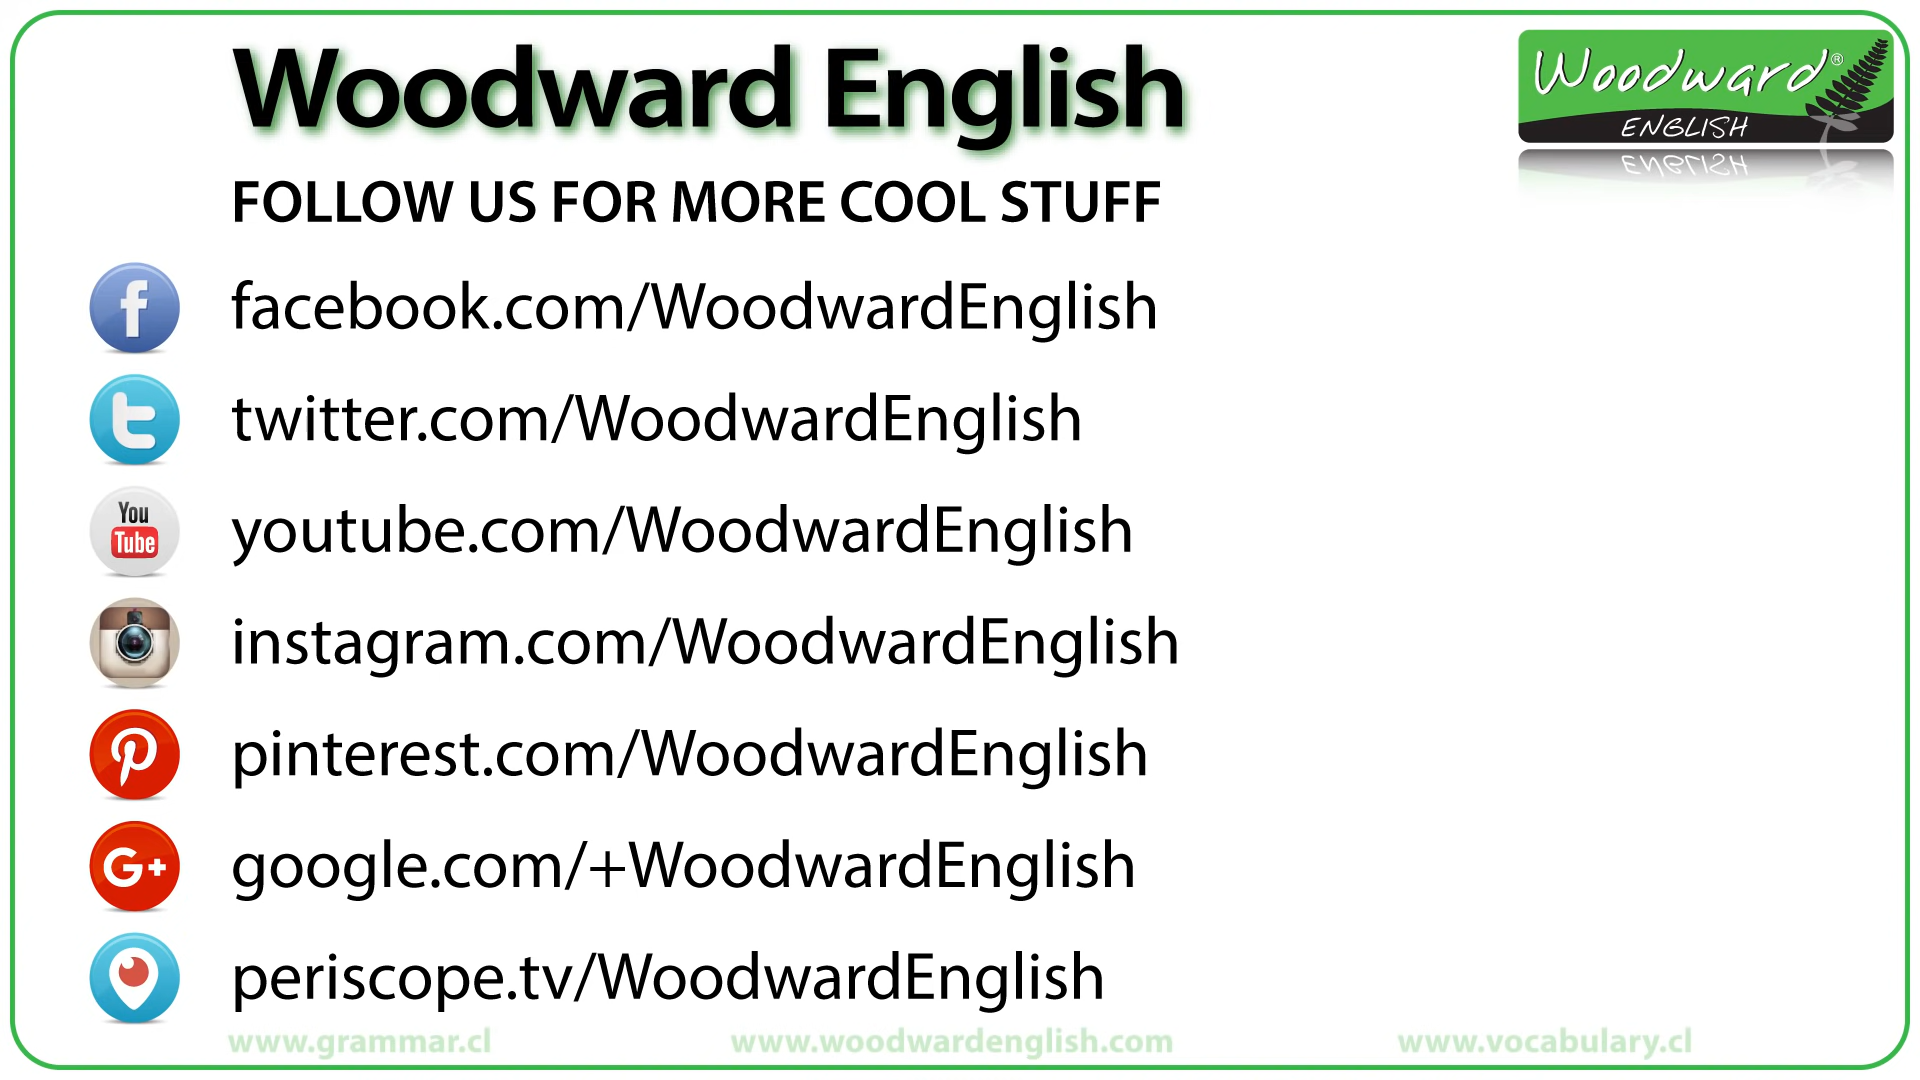 Woodward English
Woodward®
ENGLISH
FOLLOW US FOR MORE COOL STUFF
f facebook.com/WoodwardEnglish
t twitter.com/WoodwardEnglish
You
Tube
youtube.com/WoodwardEnglish
instagram.com/WoodwardEnglish
pinterest.com/WoodwardEnglish
G+ google.com/+WoodwardEnglish
periscope.tv/WoodwardEnglish
www.grammar.cl www.woodwardenglish.com www.vocabulary.cl